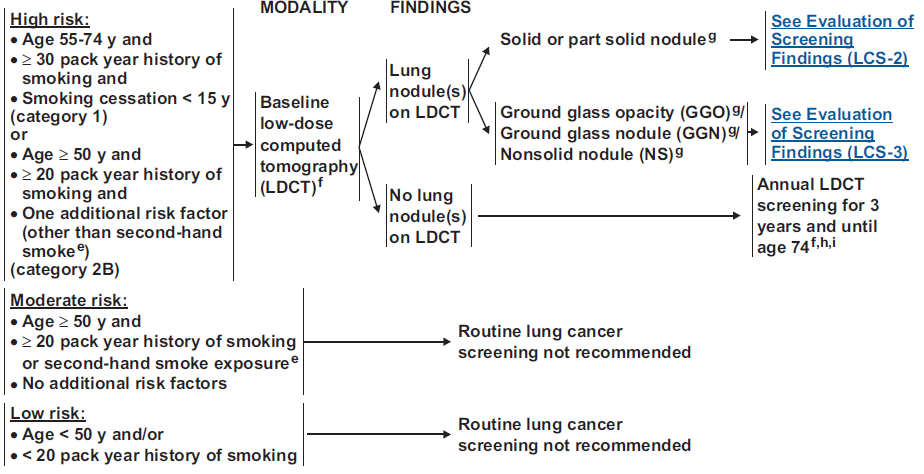 MODALITY
FINDINGS
High risk:
• Age 55-74 y and
• ≥ 30 pack year history of
smoking and
• Smoking cessation < 15 y
(category 1)
or
• Age ≥ 50 y and
• ≥ 20 pack year history of
smoking and
• One additional risk factor
(other than second-hand
smokeᵉ)
(category 2B)
Baseline
low-dose
computed
tomography
(LDCT)ᶠ
Lung
nodule(s)
on LDCT
Solid or part solid noduleᵍ
See Evaluation of
Screening
Findings (LCS-2)
Ground glass opacity (GGO)ᵍ/
Ground glass nodule (GGN)ᵍ/
Nonsolid nodule (NS)ᵍ
See Evaluation
of Screening
Findings (LCS-3)
No lung
nodule(s)
on LDCT
Annual LDCT
screening for 3
years and until
age 74ᶠ,ʰ,ⁱ
Moderate risk:
• Age ≥ 50 y and
• ≥ 20 pack year history of smoking
or second-hand smoke exposureᵉ
• No additional risk factors
Routine lung cancer
screening not recommended
Low risk:
• Age < 50 y and/or
• < 20 pack year history of smoking
Routine lung cancer
screening not recommended